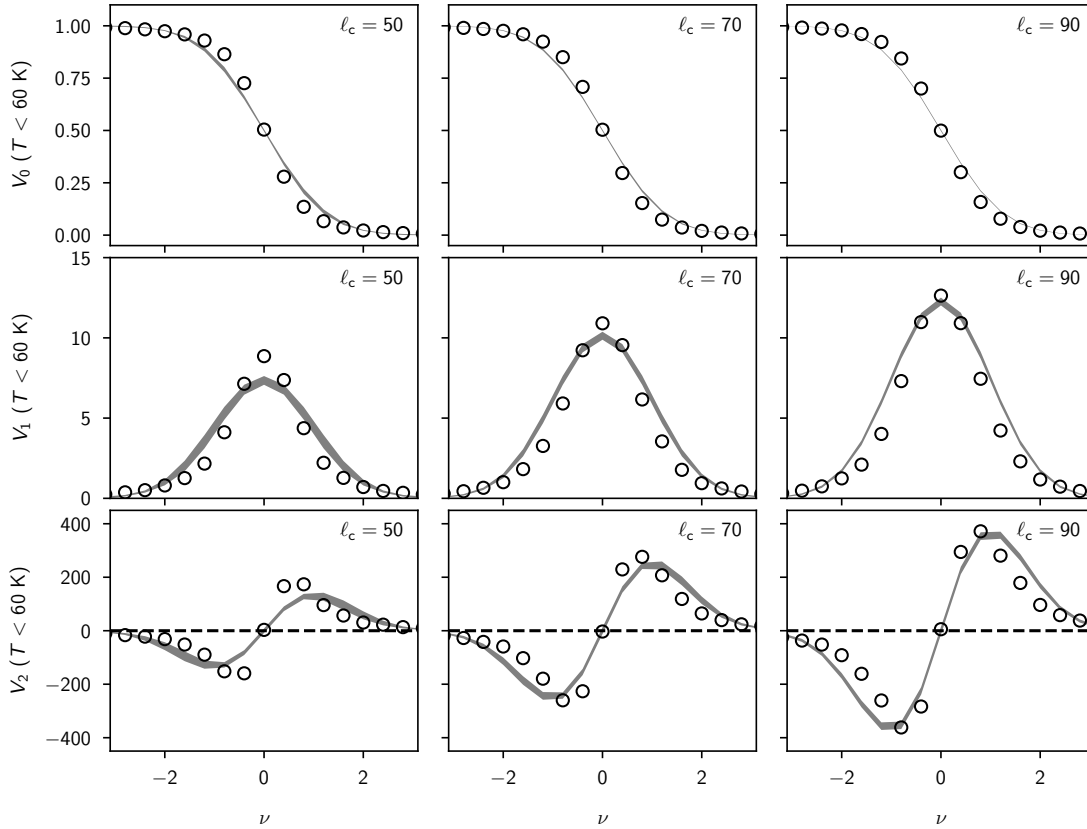 V₀ (T < 60 K)
1.00
0.75
0.50
0.25
0.00
ℓc = 50
ℓc = 70
ℓc = 90
V₁ (T < 60 K)
15
10
5
0
ℓc = 50
ℓc = 70
ℓc = 90
V₂ (T < 60 K)
400
200
0
−200
−400
ℓc = 50
ℓc = 70
ℓc = 90
−2 0 2
−2 0 2
−2 0 2
ν
ν
ν